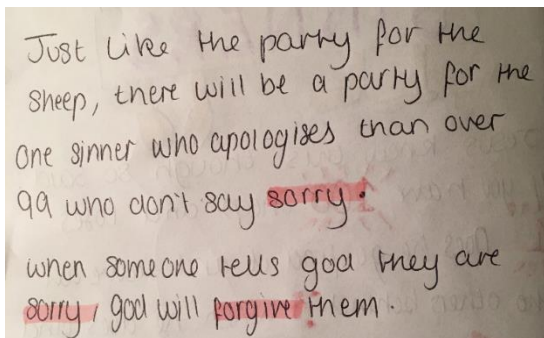 Just like the party for the
sheep, there will be a party for the
one sinner who apologises than over
99 who don't say sorry.
when someone tells god they are
sorry, god will forgive them.